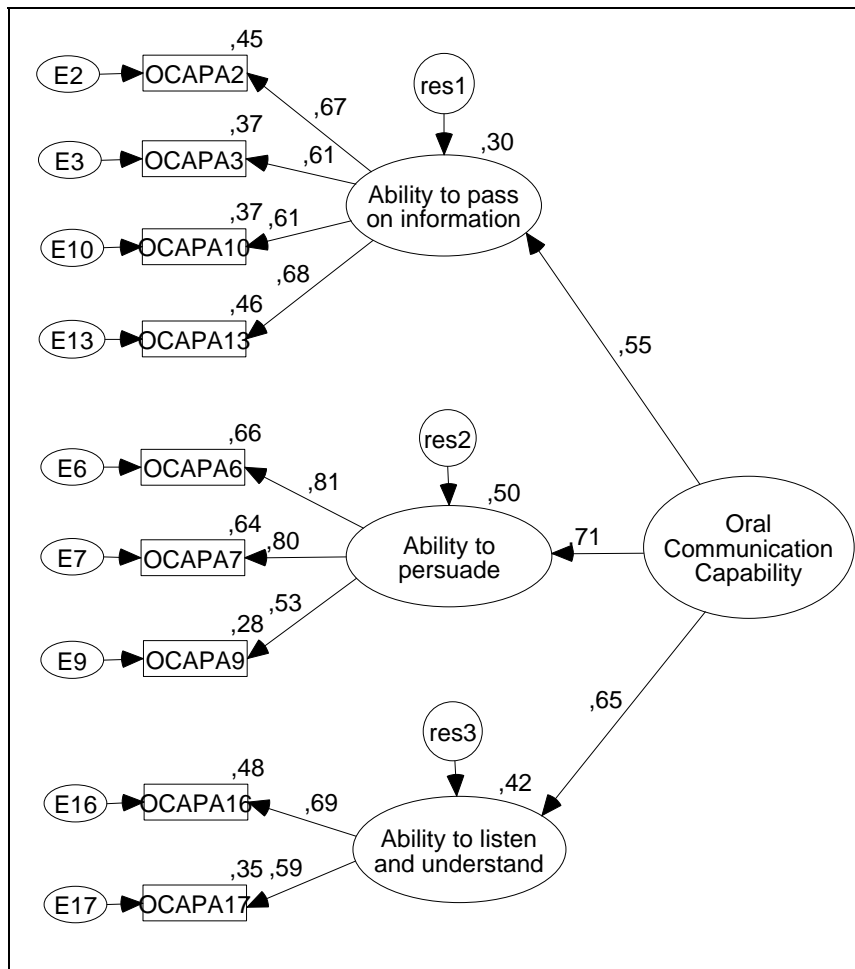 ,45
E2
OCAPA2
res1
,67
,37
,30
E3
OCAPA3
,61
Ability to pass
on information
,37
,61
E10
OCAPA10
,68
,46
E13
OCAPA13
,55
,66
res2
E6
OCAPA6
,81
,50
,64
,80
,71
Oral
Communication
Capability
E7
OCAPA7
Ability to
persuade
,53
,28
E9
OCAPA9
,65
res3
,48
,42
E16
OCAPA16
,69
Ability to listen
and understand
,35
,59
E17
OCAPA17